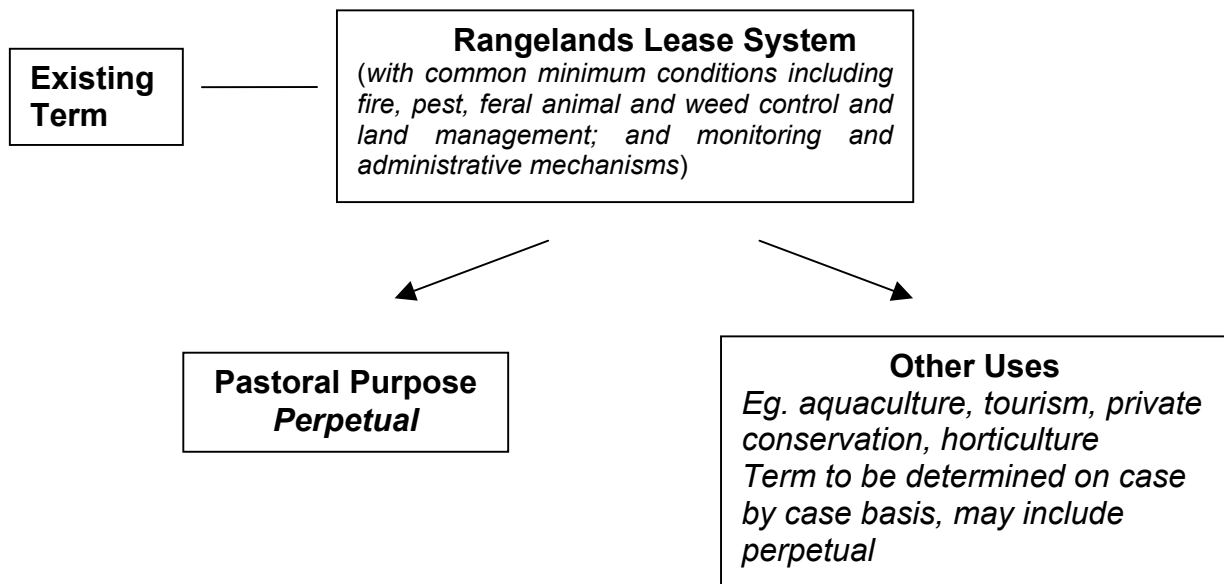 Existing
Term
Rangelands Lease System
(with common minimum conditions including
fire, pest, feral animal and weed control and
land management; and monitoring and
administrative mechanisms)
Pastoral Purpose
Perpetual
Other Uses
Eg. aquaculture, tourism, private
conservation, horticulture
Term to be determined on case
by case basis, may include
perpetual